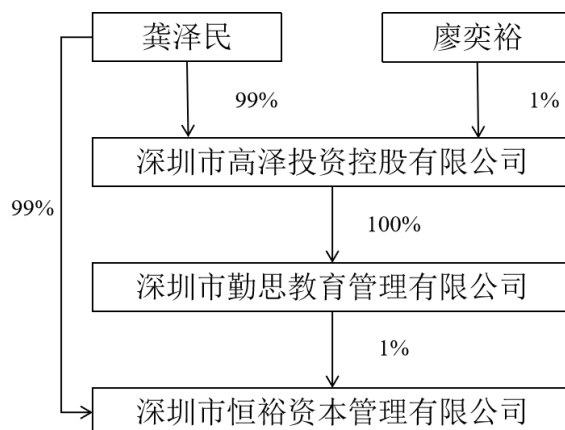 龚泽民
廖奕裕
99%
1%
深圳市高泽投资控股有限公司
99%
100%
深圳市勤思教育管理有限公司
1%
深圳市恒裕资本管理有限公司